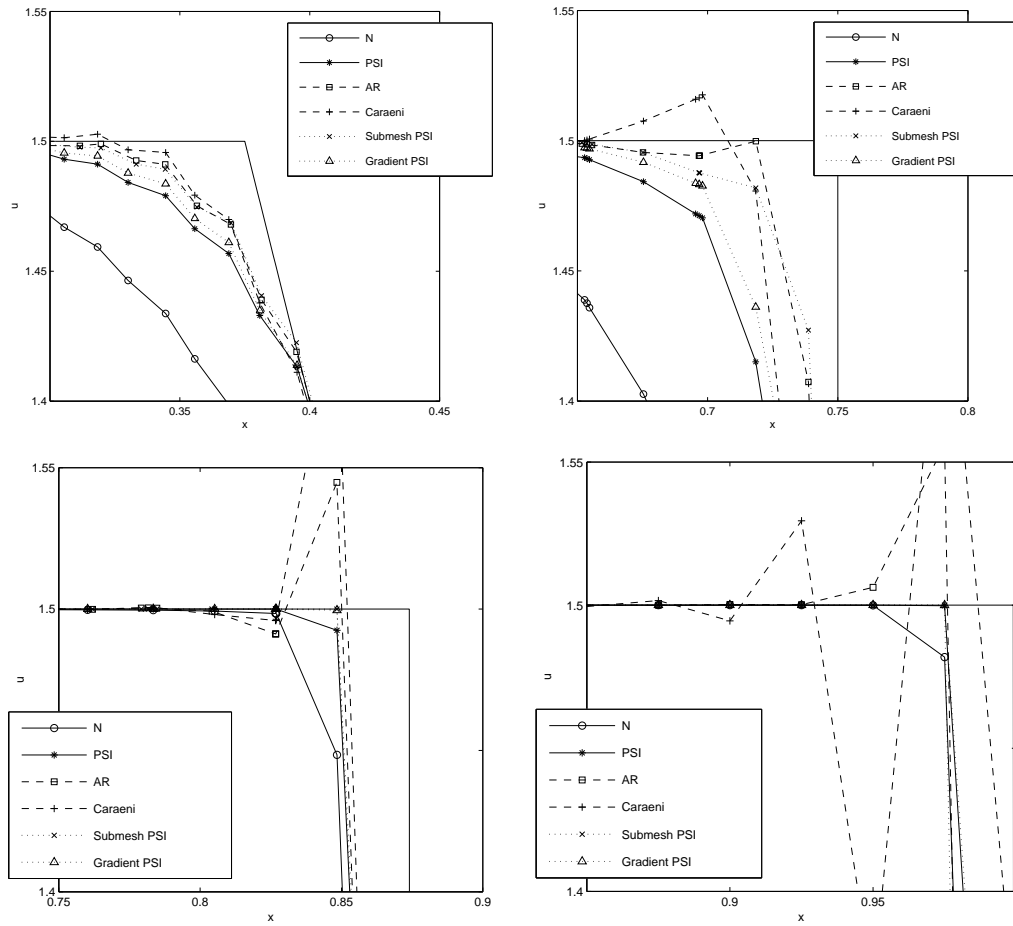 1.55
1.5
1.45
1.4
u
0.35
0.4
0.45
x
N
PSI
AR
Caraeni
Submesh PSI
Gradient PSI
1.55
1.5
1.45
1.4
u
0.7
0.75
0.8
x
N
PSI
AR
Caraeni
Submesh PSI
Gradient PSI
1.55
1.5
1.4
u
0.75
0.8
0.85
0.9
x
N
PSI
AR
Caraeni
Submesh PSI
Gradient PSI
1.55
1.5
1.4
u
0.9
0.95
x
N
PSI
AR
Caraeni
Submesh PSI
Gradient PSI